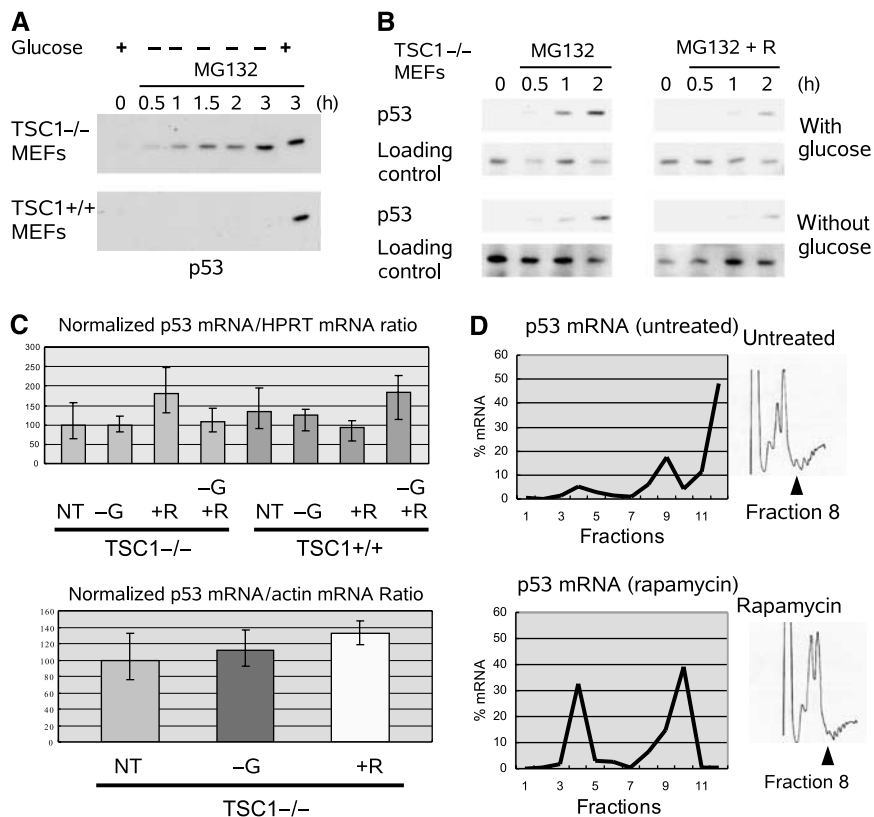 A
Glucose + – – – – – +
MG132
0 0.5 1 1.5 2 3 3 (h)
TSC1–/–
MEFs
TSC1+/+
MEFs
p53
B
TSC1–/–
MEFs
MG132
MG132 + R
0 0.5 1 2 0 0.5 1 2 (h)
p53
Loading
control
With
glucose
p53
Loading
control
Without
glucose
C
Normalized p53 mRNA/HPRT mRNA ratio
300
250
200
150
100
50
0
NT –G +R –G +R NT –G +R –G +R
TSC1–/– TSC1+/+
Normalized p53 mRNA/actin mRNA Ratio
160
140
120
100
80
60
40
20
0
NT –G +R
TSC1–/–
D
p53 mRNA (untreated)
Untreated
% mRNA
60
50
40
30
20
10
0
1 3 5 7 9 11
Fractions
Fraction 8
p53 mRNA (rapamycin)
Rapamycin
% mRNA
60
50
40
30
20
10
0
1 3 5 7 9 11
Fractions
Fraction 8